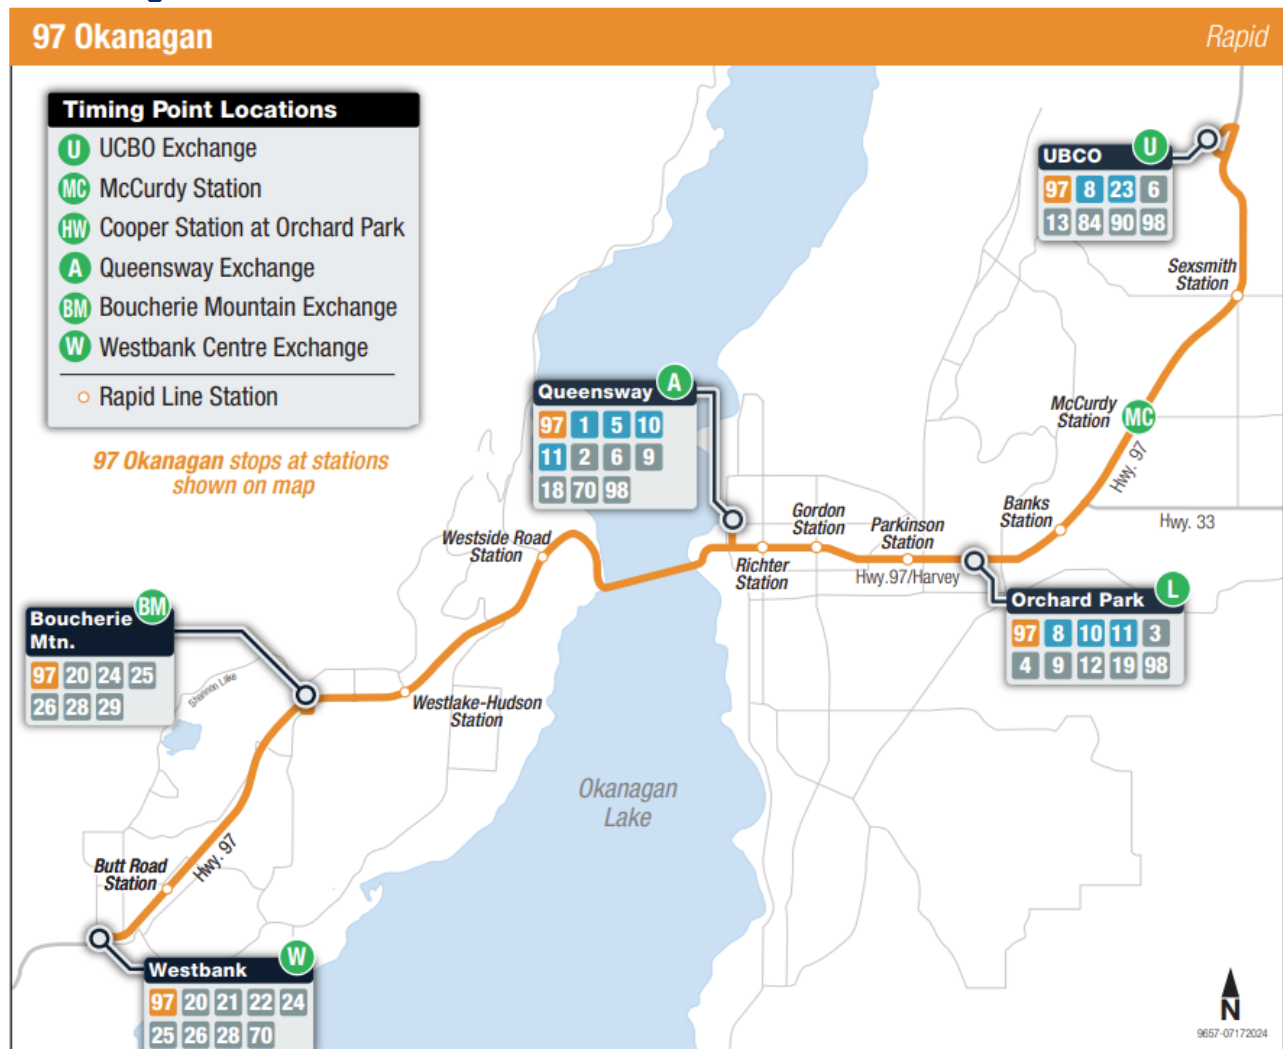 97 Okanagan
Rapid
Timing Point Locations
U UCBO Exchange
MC McCurdy Station
HW Cooper Station at Orchard Park
A Queensway Exchange
BM Boucherie Mountain Exchange
W Westbank Centre Exchange
Rapid Line Station
97 Okanagan stops at stations
shown on map
UBCO U
97 8 23 6
13 84 90 98
Sexsmith
Station
Queensway A
97 1 5 10
11 2 6 9
18 70 98
McCurdy
Station
MC
Hwy. 97
Banks
Station
Hwy. 33
Gordon
Station
Parkinson
Station
Richter
Station
Hwy.97/Harvey
Westside Road
Station
Orchard Park L
97 8 10 11 3
4 9 12 19 98
Boucherie
Mtn.
BM
97 20 24 25
26 28 29
Shannon Lake
Westlake-Hudson
Station
Okanagan
Lake
Hwy. 97
Butt Road
Station
Westbank W
97 20 21 22 24
25 26 28 70
N
9657-07172024